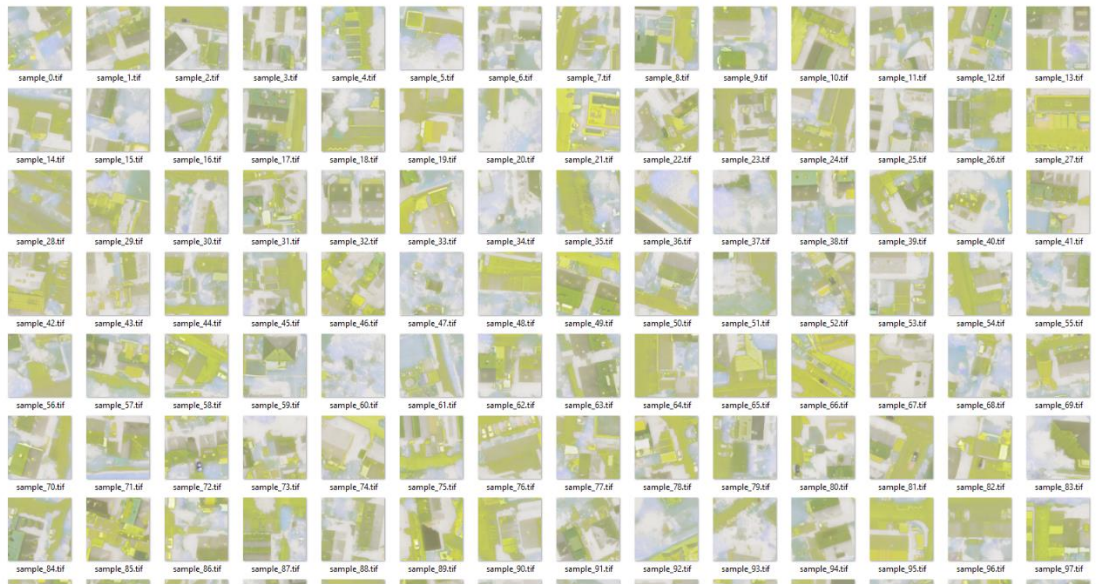 sample_0.tif sample_1.tif sample_2.tif sample_3.tif sample_4.tif sample_5.tif sample_6.tif sample_7.tif sample_8.tif sample_9.tif sample_10.tif sample_11.tif sample_12.tif sample_13.tif
sample_14.tif sample_15.tif sample_16.tif sample_17.tif sample_18.tif sample_19.tif sample_20.tif sample_21.tif sample_22.tif sample_23.tif sample_24.tif sample_25.tif sample_26.tif sample_27.tif
sample_28.tif sample_29.tif sample_30.tif sample_31.tif sample_32.tif sample_33.tif sample_34.tif sample_35.tif sample_36.tif sample_37.tif sample_38.tif sample_39.tif sample_40.tif sample_41.tif
sample_42.tif sample_43.tif sample_44.tif sample_45.tif sample_46.tif sample_47.tif sample_48.tif sample_49.tif sample_50.tif sample_51.tif sample_52.tif sample_53.tif sample_54.tif sample_55.tif
sample_56.tif sample_57.tif sample_58.tif sample_59.tif sample_60.tif sample_61.tif sample_62.tif sample_63.tif sample_64.tif sample_65.tif sample_66.tif sample_67.tif sample_68.tif sample_69.tif
sample_70.tif sample_71.tif sample_72.tif sample_73.tif sample_74.tif sample_75.tif sample_76.tif sample_77.tif sample_78.tif sample_79.tif sample_80.tif sample_81.tif sample_82.tif sample_83.tif
sample_84.tif sample_85.tif sample_86.tif sample_87.tif sample_88.tif sample_89.tif sample_90.tif sample_91.tif sample_92.tif sample_93.tif sample_94.tif sample_95.tif sample_96.tif sample_97.tif